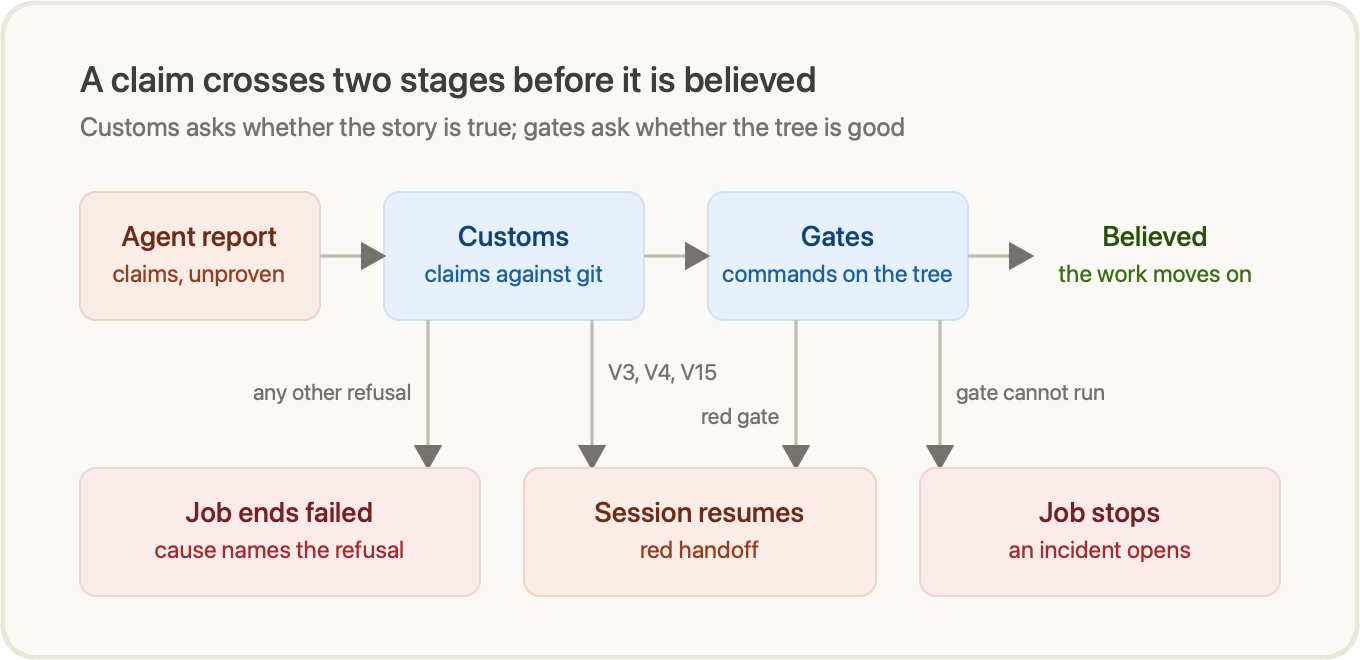 A claim crosses two stages before it is believed
Customs asks whether the story is true; gates ask whether the tree is good
Agent report
claims, unproven
Customs
claims against git
Gates
commands on the tree
Believed
the work moves on
any other refusal
V3, V4, V15
red gate
gate cannot run
Job ends failed
cause names the refusal
Session resumes
red handoff
Job stops
an incident opens